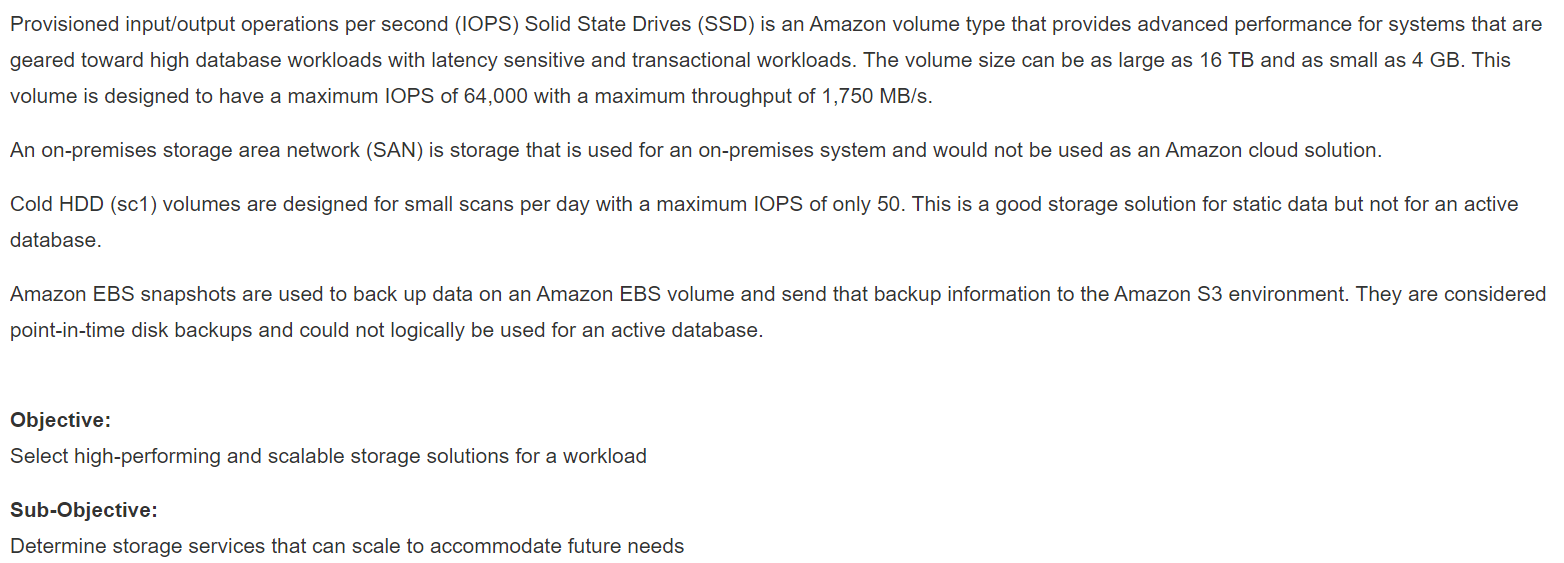 Provisioned input/output operations per second (IOPS) Solid State Drives (SSD) is an Amazon volume type that provides advanced performance for systems that are
geared toward high database workloads with latency sensitive and transactional workloads. The volume size can be as large as 16 TB and as small as 4 GB. This
volume is designed to have a maximum IOPS of 64,000 with a maximum throughput of 1,750 MB/s.
An on-premises storage area network (SAN) is storage that is used for an on-premises system and would not be used as an Amazon cloud solution.
Cold HDD (sc1) volumes are designed for small scans per day with a maximum IOPS of only 50. This is a good storage solution for static data but not for an active
database.
Amazon EBS snapshots are used to back up data on an Amazon EBS volume and send that backup information to the Amazon S3 environment. They are considered
point-in-time disk backups and could not logically be used for an active database.
Objective:
Select high-performing and scalable storage solutions for a workload
Sub-Objective:
Determine storage services that can scale to accommodate future needs